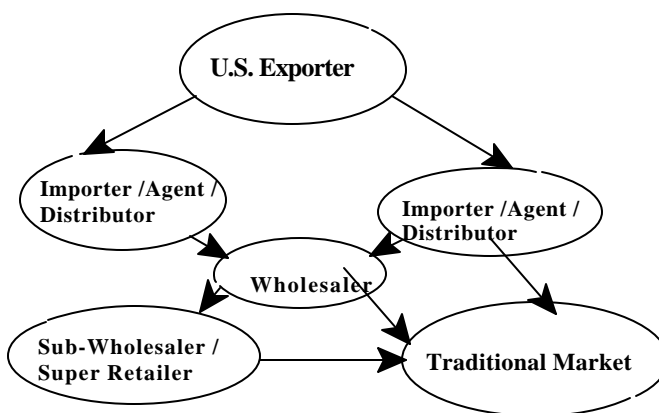 U.S. Exporter
Importer /Agent /
Distributor
Importer /Agent /
Distributor
Wholesaler
Sub-Wholesaler /
Super Retailer
Traditional Market